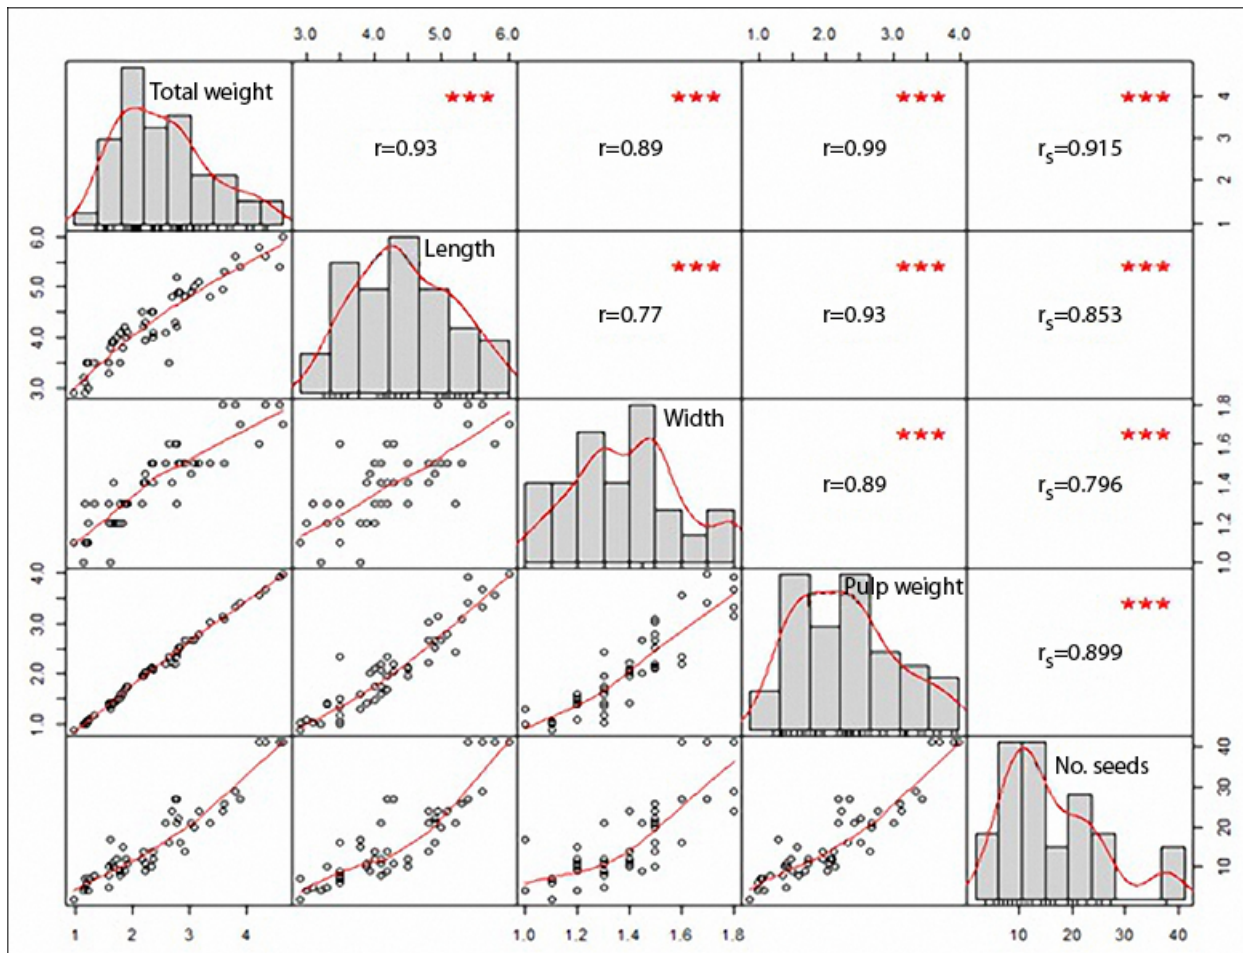 3.0 4.0 5.0 6.0 1.0 2.0 3.0 4.0
Total weight
★★★ ★★★ ★★★ ★★★
r=0.93 r=0.89 r=0.99 rs=0.915
4
3
2
1
6.0
5.0
4.0
3.0
Length
★★★ ★★★ ★★★
r=0.77 r=0.93 rs=0.853
Width
★★★ ★★★
r=0.89 rs=0.796
1.8
1.6
1.4
1.2
1.0
4.0
3.0
2.0
1.0
Pulp weight
★★★
rs=0.899
No. seeds
40
30
20
10
1 2 3 4 1.0 1.2 1.4 1.6 1.8 10 20 30 40